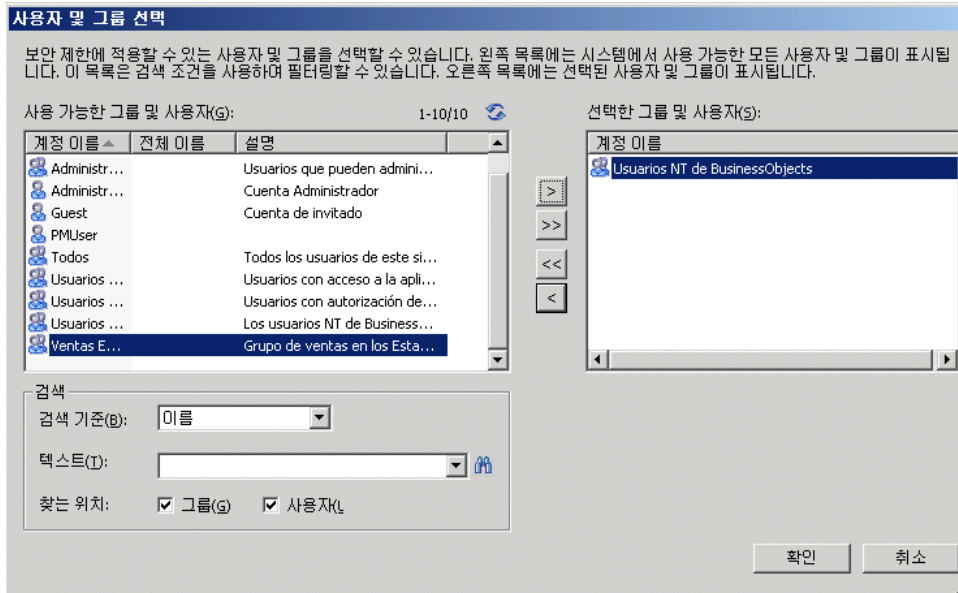 사용자 및 그룹 선택
보안 제한에 적용할 수 있는 사용자 및 그룹을 선택할 수 있습니다. 왼쪽 목록에는 시스템에서 사용 가능한 모든 사용자 및 그룹이 표시됩
니다. 이 목록은 검색 조건을 사용하여 필터링할 수 있습니다. 오른쪽 목록에는 선택된 사용자 및 그룹이 표시됩니다.
사용 가능한 그룹 및 사용자(G): 1-10/10
계정 이름 전체 이름 설명
Administr... Usuarios que pueden admini...
Administr... Cuenta Administrador
Guest Cuenta de invitado
PMUser
Todos Todos los usuarios de este si...
Usuarios ... Usuarios con acceso a la apli...
Usuarios ... Usuarios con autorización de...
Usuarios ... Los usuarios NT de Business...
Ventas E... Grupo de ventas en los Esta...
>
>>
<<
<
선택한 그룹 및 사용자(S):
계정 이름
Usuarios NT de BusinessObjects
검색
검색 기준(B): 이름
텍스트(T):
찾는 위치: 그룹(G) 사용자(L
확인 취소